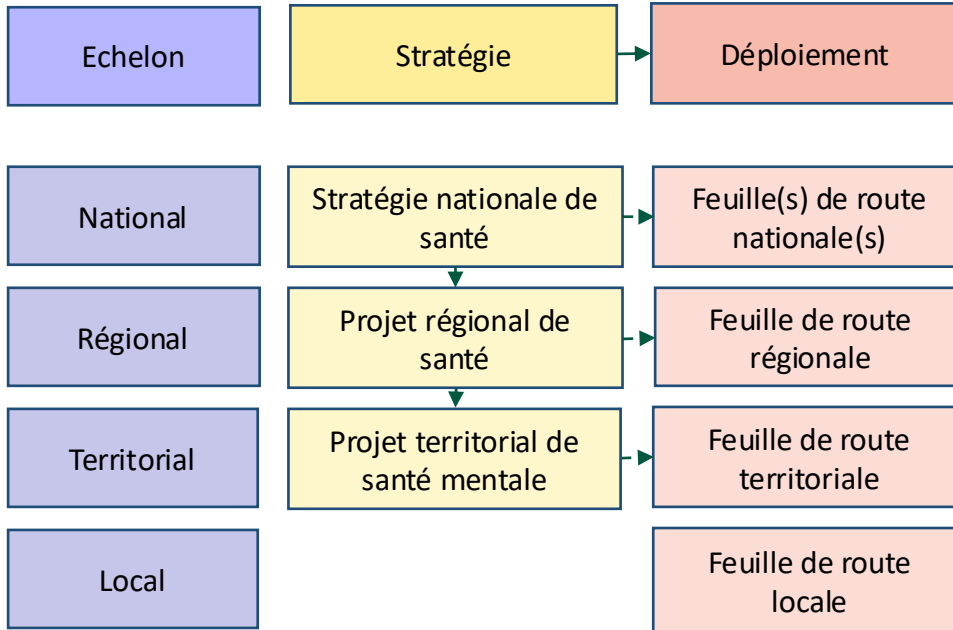 Echelon
Stratégie
Déploiement
National
Stratégie nationale de
santé
Feuille(s) de route
nationale(s)
Régional
Projet régional de
santé
Feuille de route
régionale
Territorial
Projet territorial de
santé mentale
Feuille de route
territoriale
Local
Feuille de route
locale